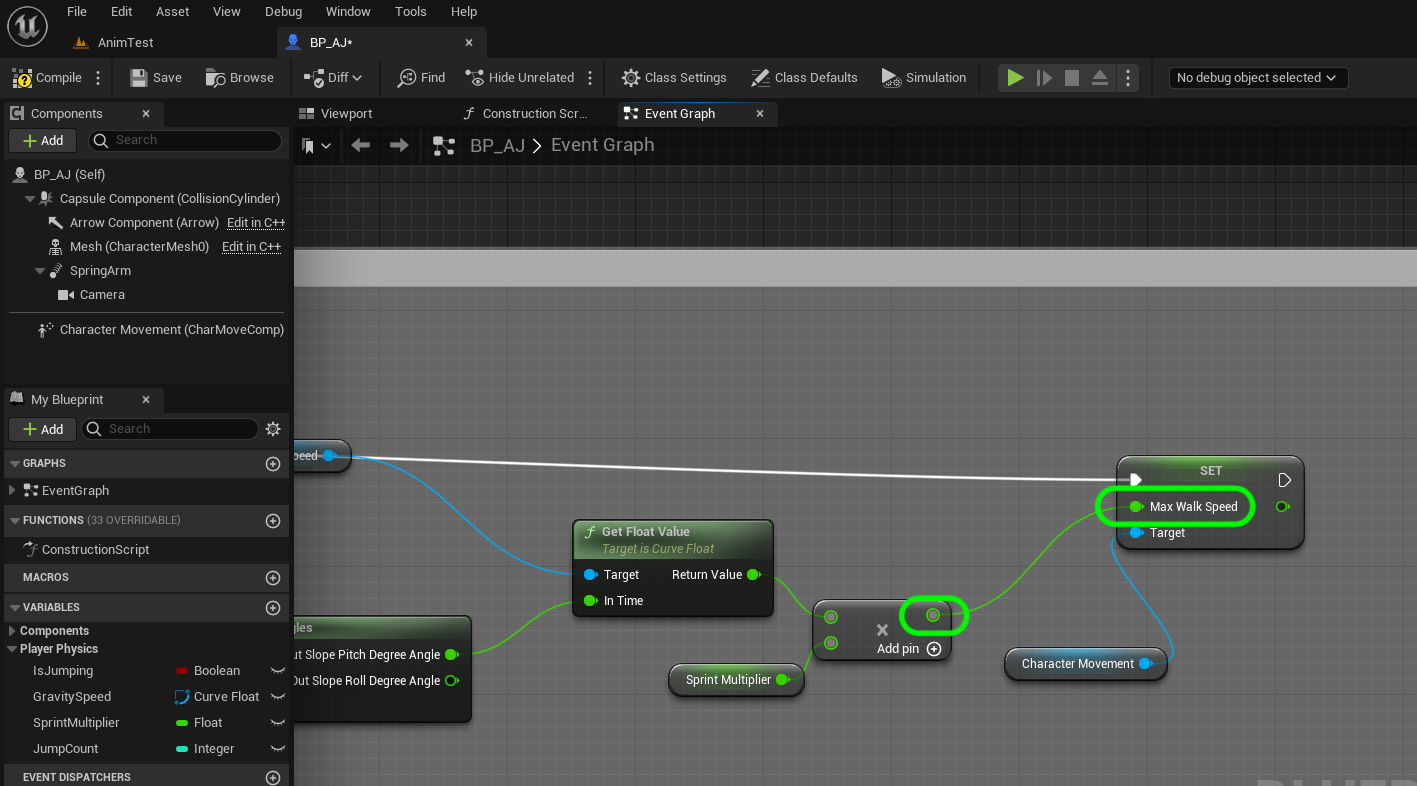 File Edit Asset View Debug Window Tools Help
AnimTest
BP_AJ*
Compile Save Browse Diff Find Hide Unrelated Class Settings Class Defaults Simulation No debug object selected
Components
Viewport
Construction Scr...
Event Graph
Add Search
BP_AJ > Event Graph
BP_AJ (Self)
Capsule Component (CollisionCylinder)
Arrow Component (Arrow) Edit in C++
Mesh (CharacterMesh0) Edit in C++
SpringArm
Camera
Character Movement (CharMoveComp)
My Blueprint
Add Search
GRAPHS
EventGraph
FUNCTIONS (33 OVERRIDABLE)
ConstructionScript
MACROS
VARIABLES
Components
Player Physics
IsJumping Boolean
GravitySpeed Curve Float
SprintMultiplier Float
JumpCount Integer
EVENT DISPATCHERS
peed
SET
Max Walk Speed
Target
Get Float Value
Target is Curve Float
Target Return Value
In Time
gles
ut Slope Pitch Degree Angle
Out Slope Roll Degree Angle
Add pin
Sprint Multiplier
Character Movement